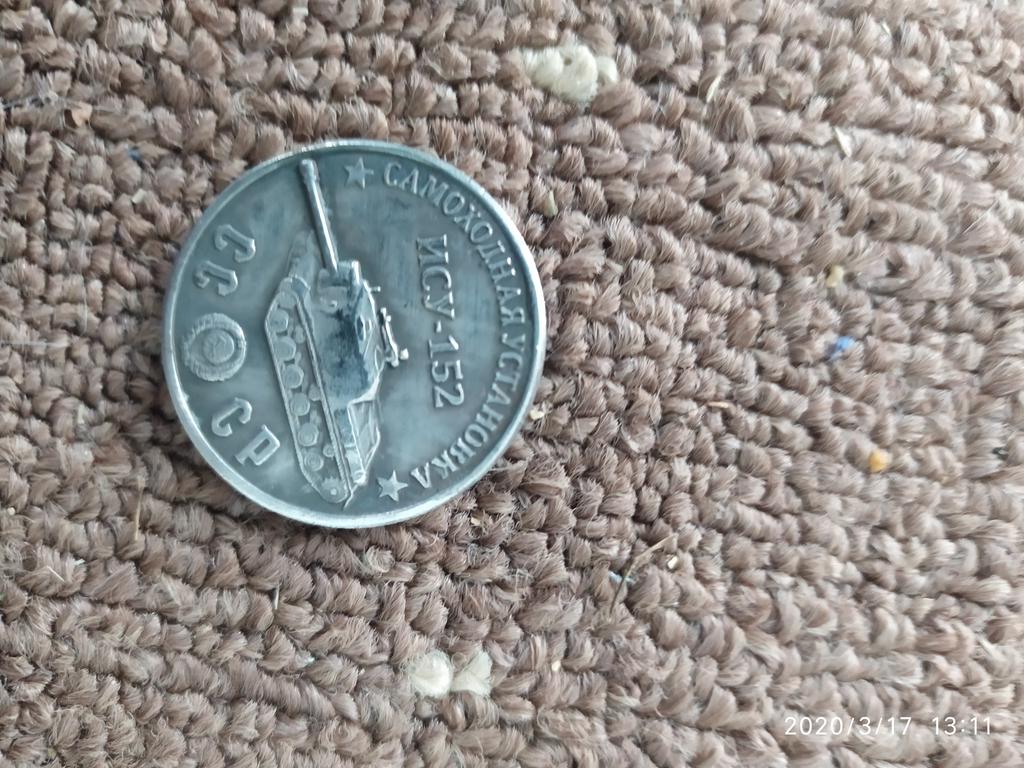 САМОХОДНАЯ УСТАНОВКА
ИСУ-152
СССР
2020/3/17 13:11